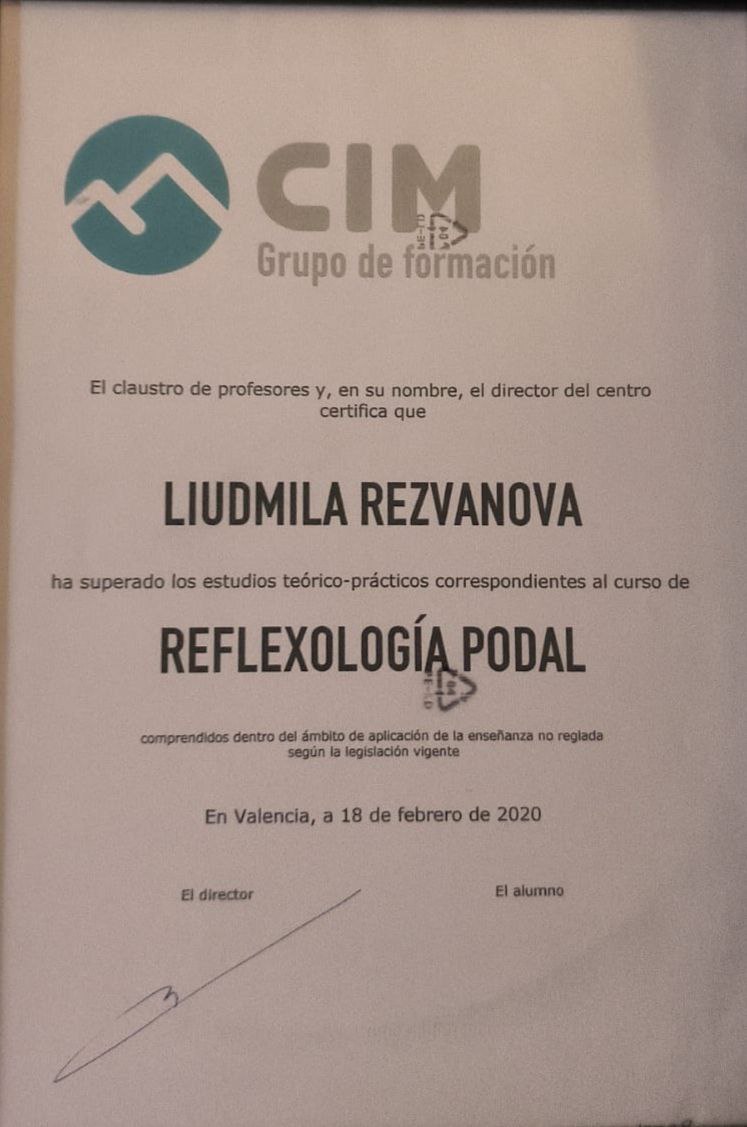 CIM
Grupo de formación
El claustro de profesores y, en su nombre, el director del centro
certifica que
LIUDMILA REZVANOVA
ha superado los estudios teórico-prácticos correspondientes al curso de
REFLEXOLOGÍA PODAL
comprendidos dentro del ámbito de aplicación de la enseñanza no reglada
según la legislación vigente
En Valencia, a 18 de febrero de 2020
El director
El alumno